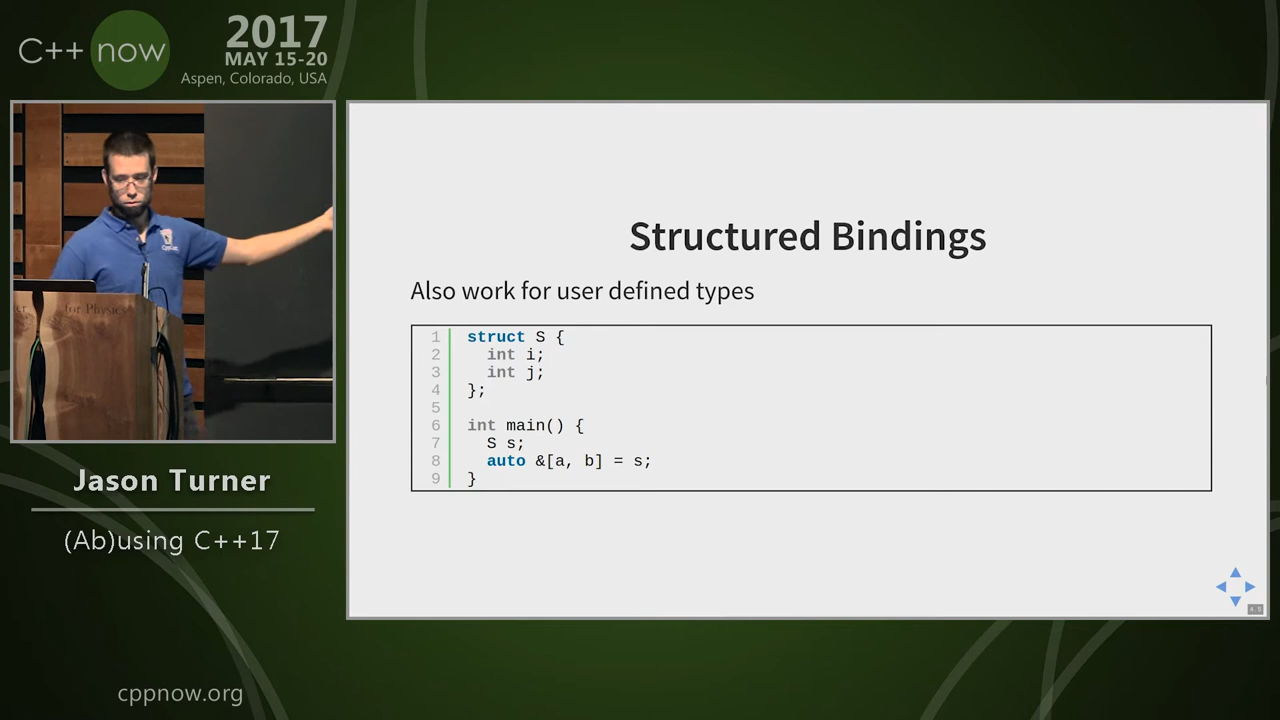 C++ now
2017
MAY 15-20
Aspen, Colorado, USA
for Physics
Structured Bindings
Also work for user defined types
1 struct S {
2   int i;
3   int j;
4 };
5
6 int main() {
7   S s;
8   auto &[a, b] = s;
9 }
Jason Turner
(Ab)using C++17
cppnow.org